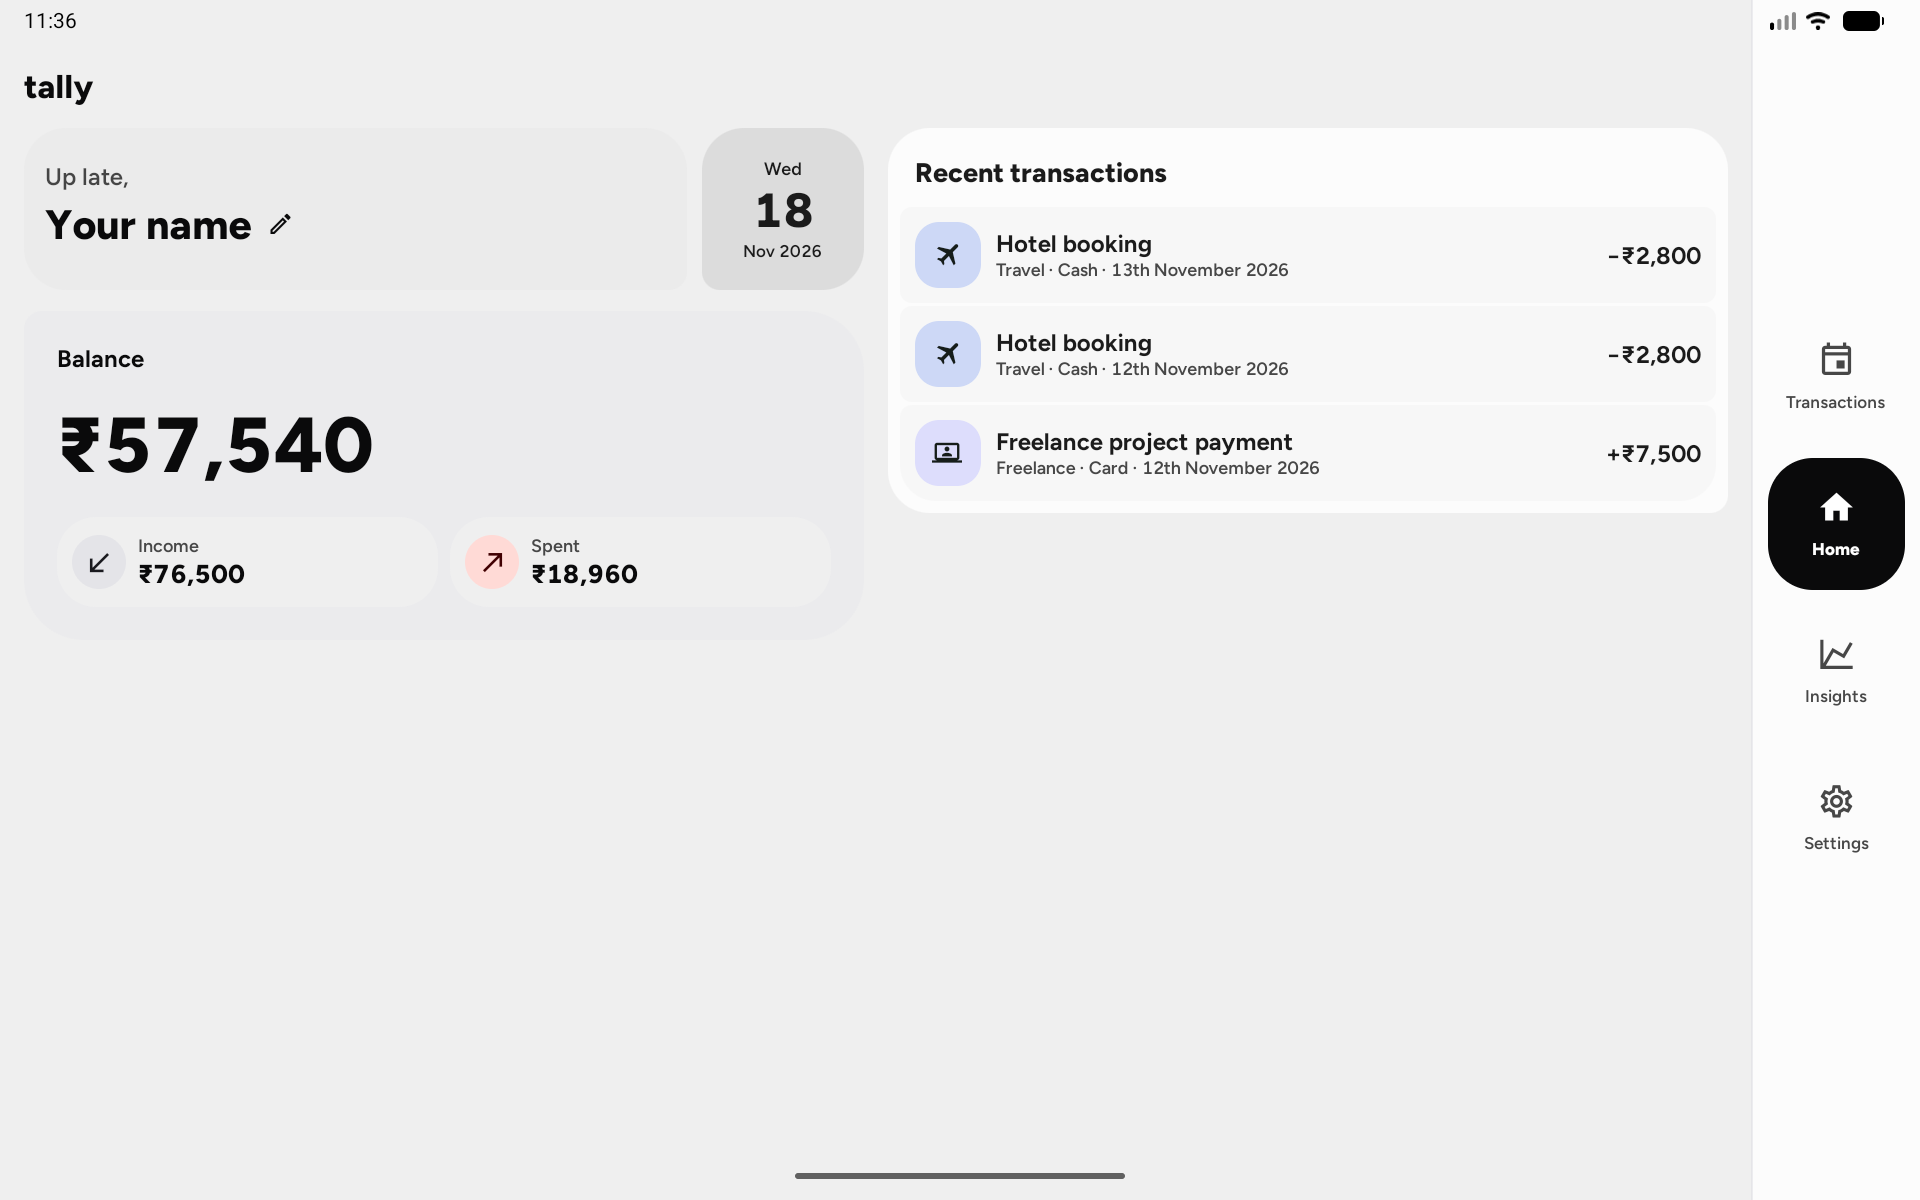 11:36
tally
Up late,
Your name
Wed
18
Nov 2026
Balance
₹57,540
Income
₹76,500
Spent
₹18,960
Recent transactions
Hotel booking
Travel · Cash · 13th November 2026
-₹2,800
Hotel booking
Travel · Cash · 12th November 2026
-₹2,800
Freelance project payment
Freelance · Card · 12th November 2026
+₹7,500
Transactions
Home
Insights
Settings